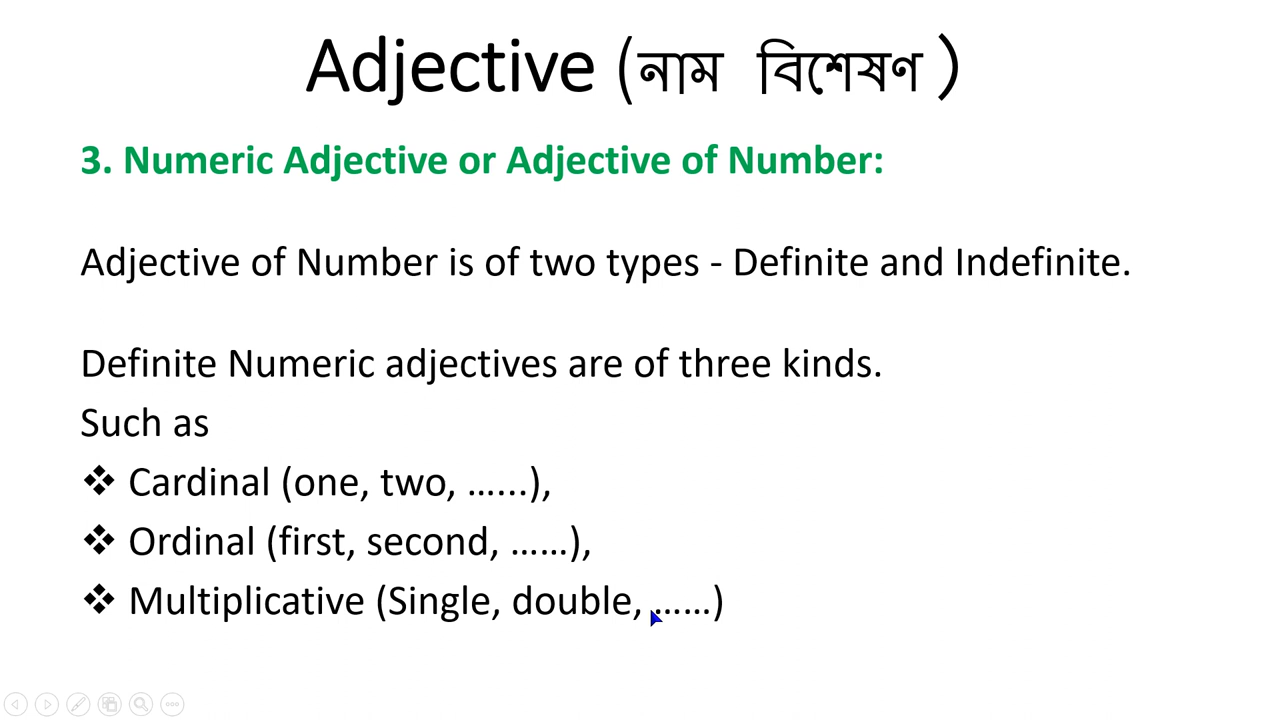 Adjective (নাম বিশেষণ )
3. Numeric Adjective or Adjective of Number:
Adjective of Number is of two types - Definite and Indefinite.
Definite Numeric adjectives are of three kinds.
Such as
❖ Cardinal (one, two, …...),
❖ Ordinal (first, second, ……),
❖ Multiplicative (Single, double, ……)